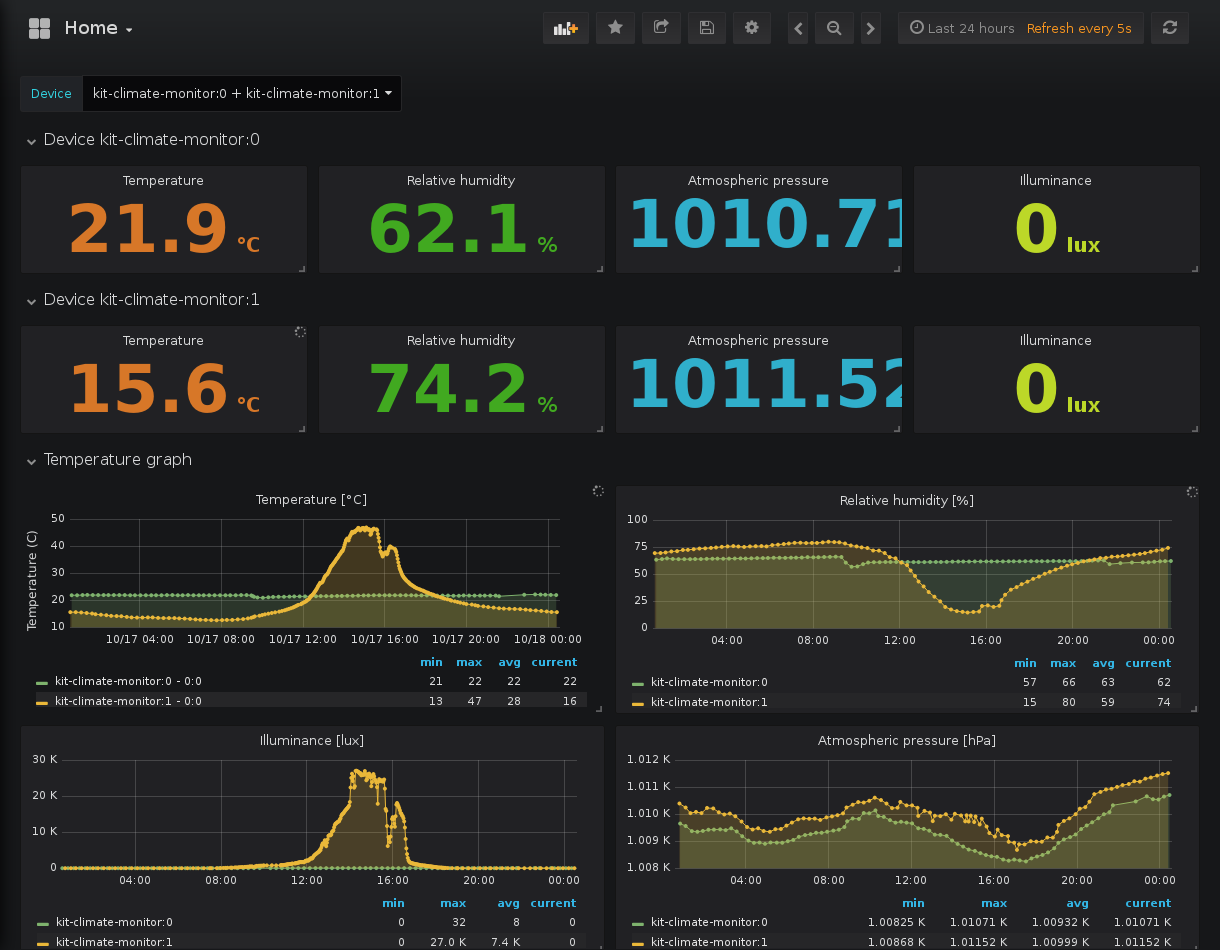 Home
Last 24 hours Refresh every 5s
Device kit-climate-monitor:0 + kit-climate-monitor:1
Device kit-climate-monitor:0
Temperature Relative humidity Atmospheric pressure Illuminance
21.9 °C 62.1 % 1010.71 0 lux
Device kit-climate-monitor:1
Temperature Relative humidity Atmospheric pressure Illuminance
15.6 °C 74.2 % 1011.52 0 lux
Temperature graph
Temperature [°C]
Temperature (C)
50
40
30
20
10
10/17 04:00 10/17 08:00 10/17 12:00 10/17 16:00 10/17 20:00 10/18 00:00
min max avg current
kit-climate-monitor:0 - 0:0 21 22 22 22
kit-climate-monitor:1 - 0:0 13 47 28 16
Relative humidity [%]
100
75
50
25
0
04:00 08:00 12:00 16:00 20:00 00:00
min max avg current
kit-climate-monitor:0 57 66 63 62
kit-climate-monitor:1 15 80 59 74
Illuminance [lux]
30 K
20 K
10 K
0
04:00 08:00 12:00 16:00 20:00 00:00
min max avg current
kit-climate-monitor:0 0 32 8 0
kit-climate-monitor:1 0 27.0 K 7.4 K 0
Atmospheric pressure [hPa]
1.012 K
1.011 K
1.010 K
1.009 K
1.008 K
04:00 08:00 12:00 16:00 20:00 00:00
min max avg current
kit-climate-monitor:0 1.00825 K 1.01071 K 1.00932 K 1.01071 K
kit-climate-monitor:1 1.00868 K 1.01152 K 1.00999 K 1.01152 K